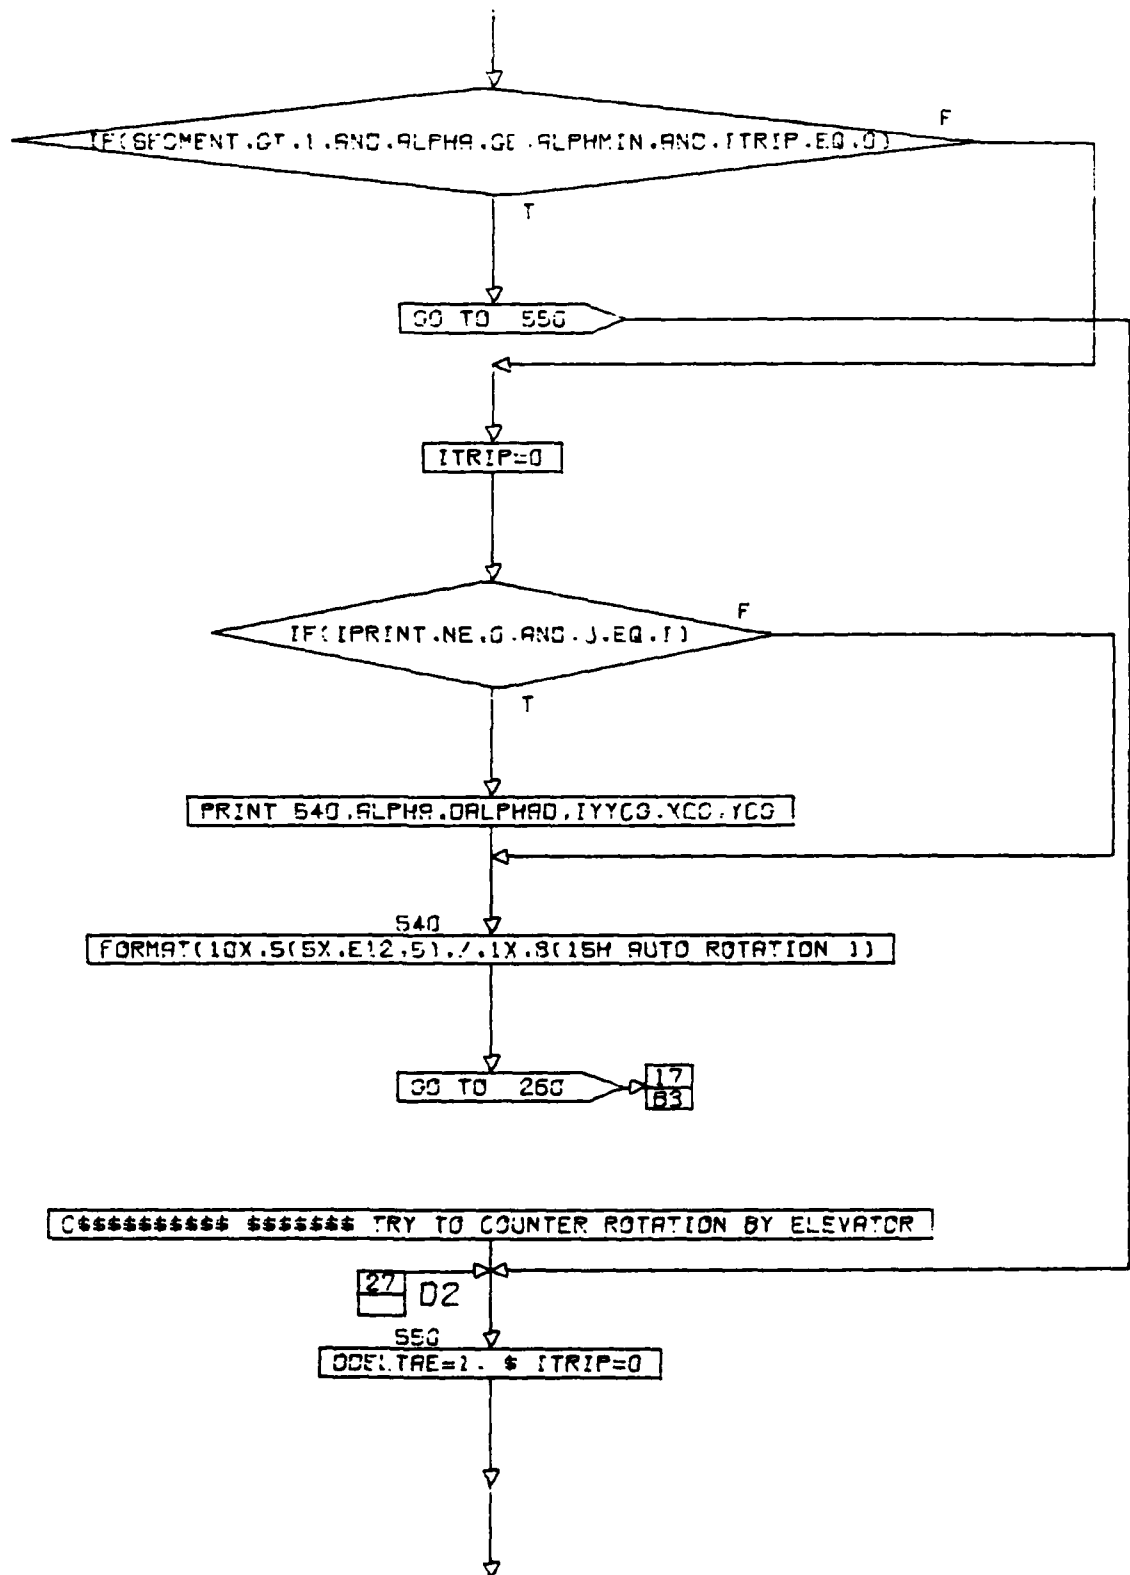 F
IF(SEGMENT.GT.1.AND.ALPHA.GE.ALPHMIN.AND.ITRIP.EQ.0)
T
GO TO 550
ITRIP=0
F
IF(IPRINT.NE.0.AND.J.EQ.I)
T
PRINT 540,ALPHA,DALPHAD,IYYCG,XCG,YCG
540
FORMAT(10X,5(5X,E12.5),/,1X,8(15H AUTO ROTATION ))
GO TO 260
17
B3
C$$$$$$$$$$ $$$$$$$ TRY TO COUNTER ROTATION BY ELEVATOR
27
D2
550
DDELTAE=1. $ ITRIP=0